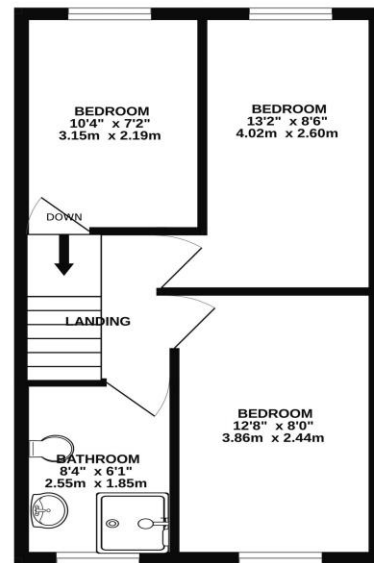 BEDROOM
10'4" x 7'2"
3.15m x 2.19m
BEDROOM
13'2" x 8'6"
4.02m x 2.60m
DOWN
LANDING
BEDROOM
12'8" x 8'0"
3.86m x 2.44m
BATHROOM
8'4" x 6'1"
2.55m x 1.85m